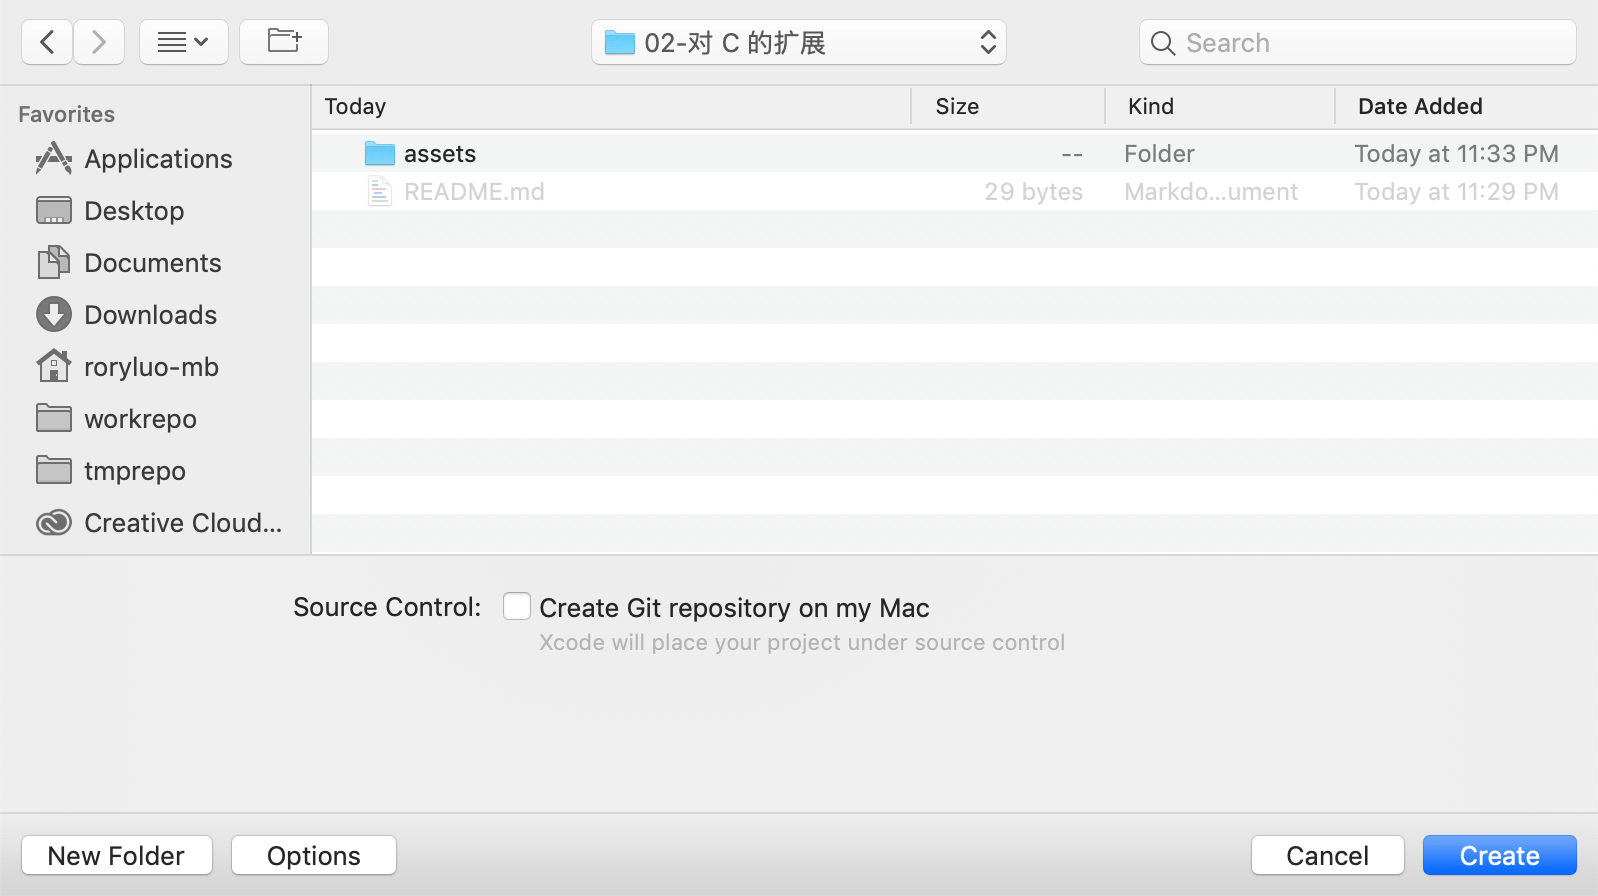 02-对 C 的扩展
Search
Favorites
Applications
Desktop
Documents
Downloads
roryluo-mb
workrepo
tmprepo
Creative Cloud...
Today Size Kind Date Added
assets -- Folder Today at 11:33 PM
README.md 29 bytes Markdo...ument Today at 11:29 PM
Source Control: Create Git repository on my Mac
Xcode will place your project under source control
New Folder Options Cancel Create